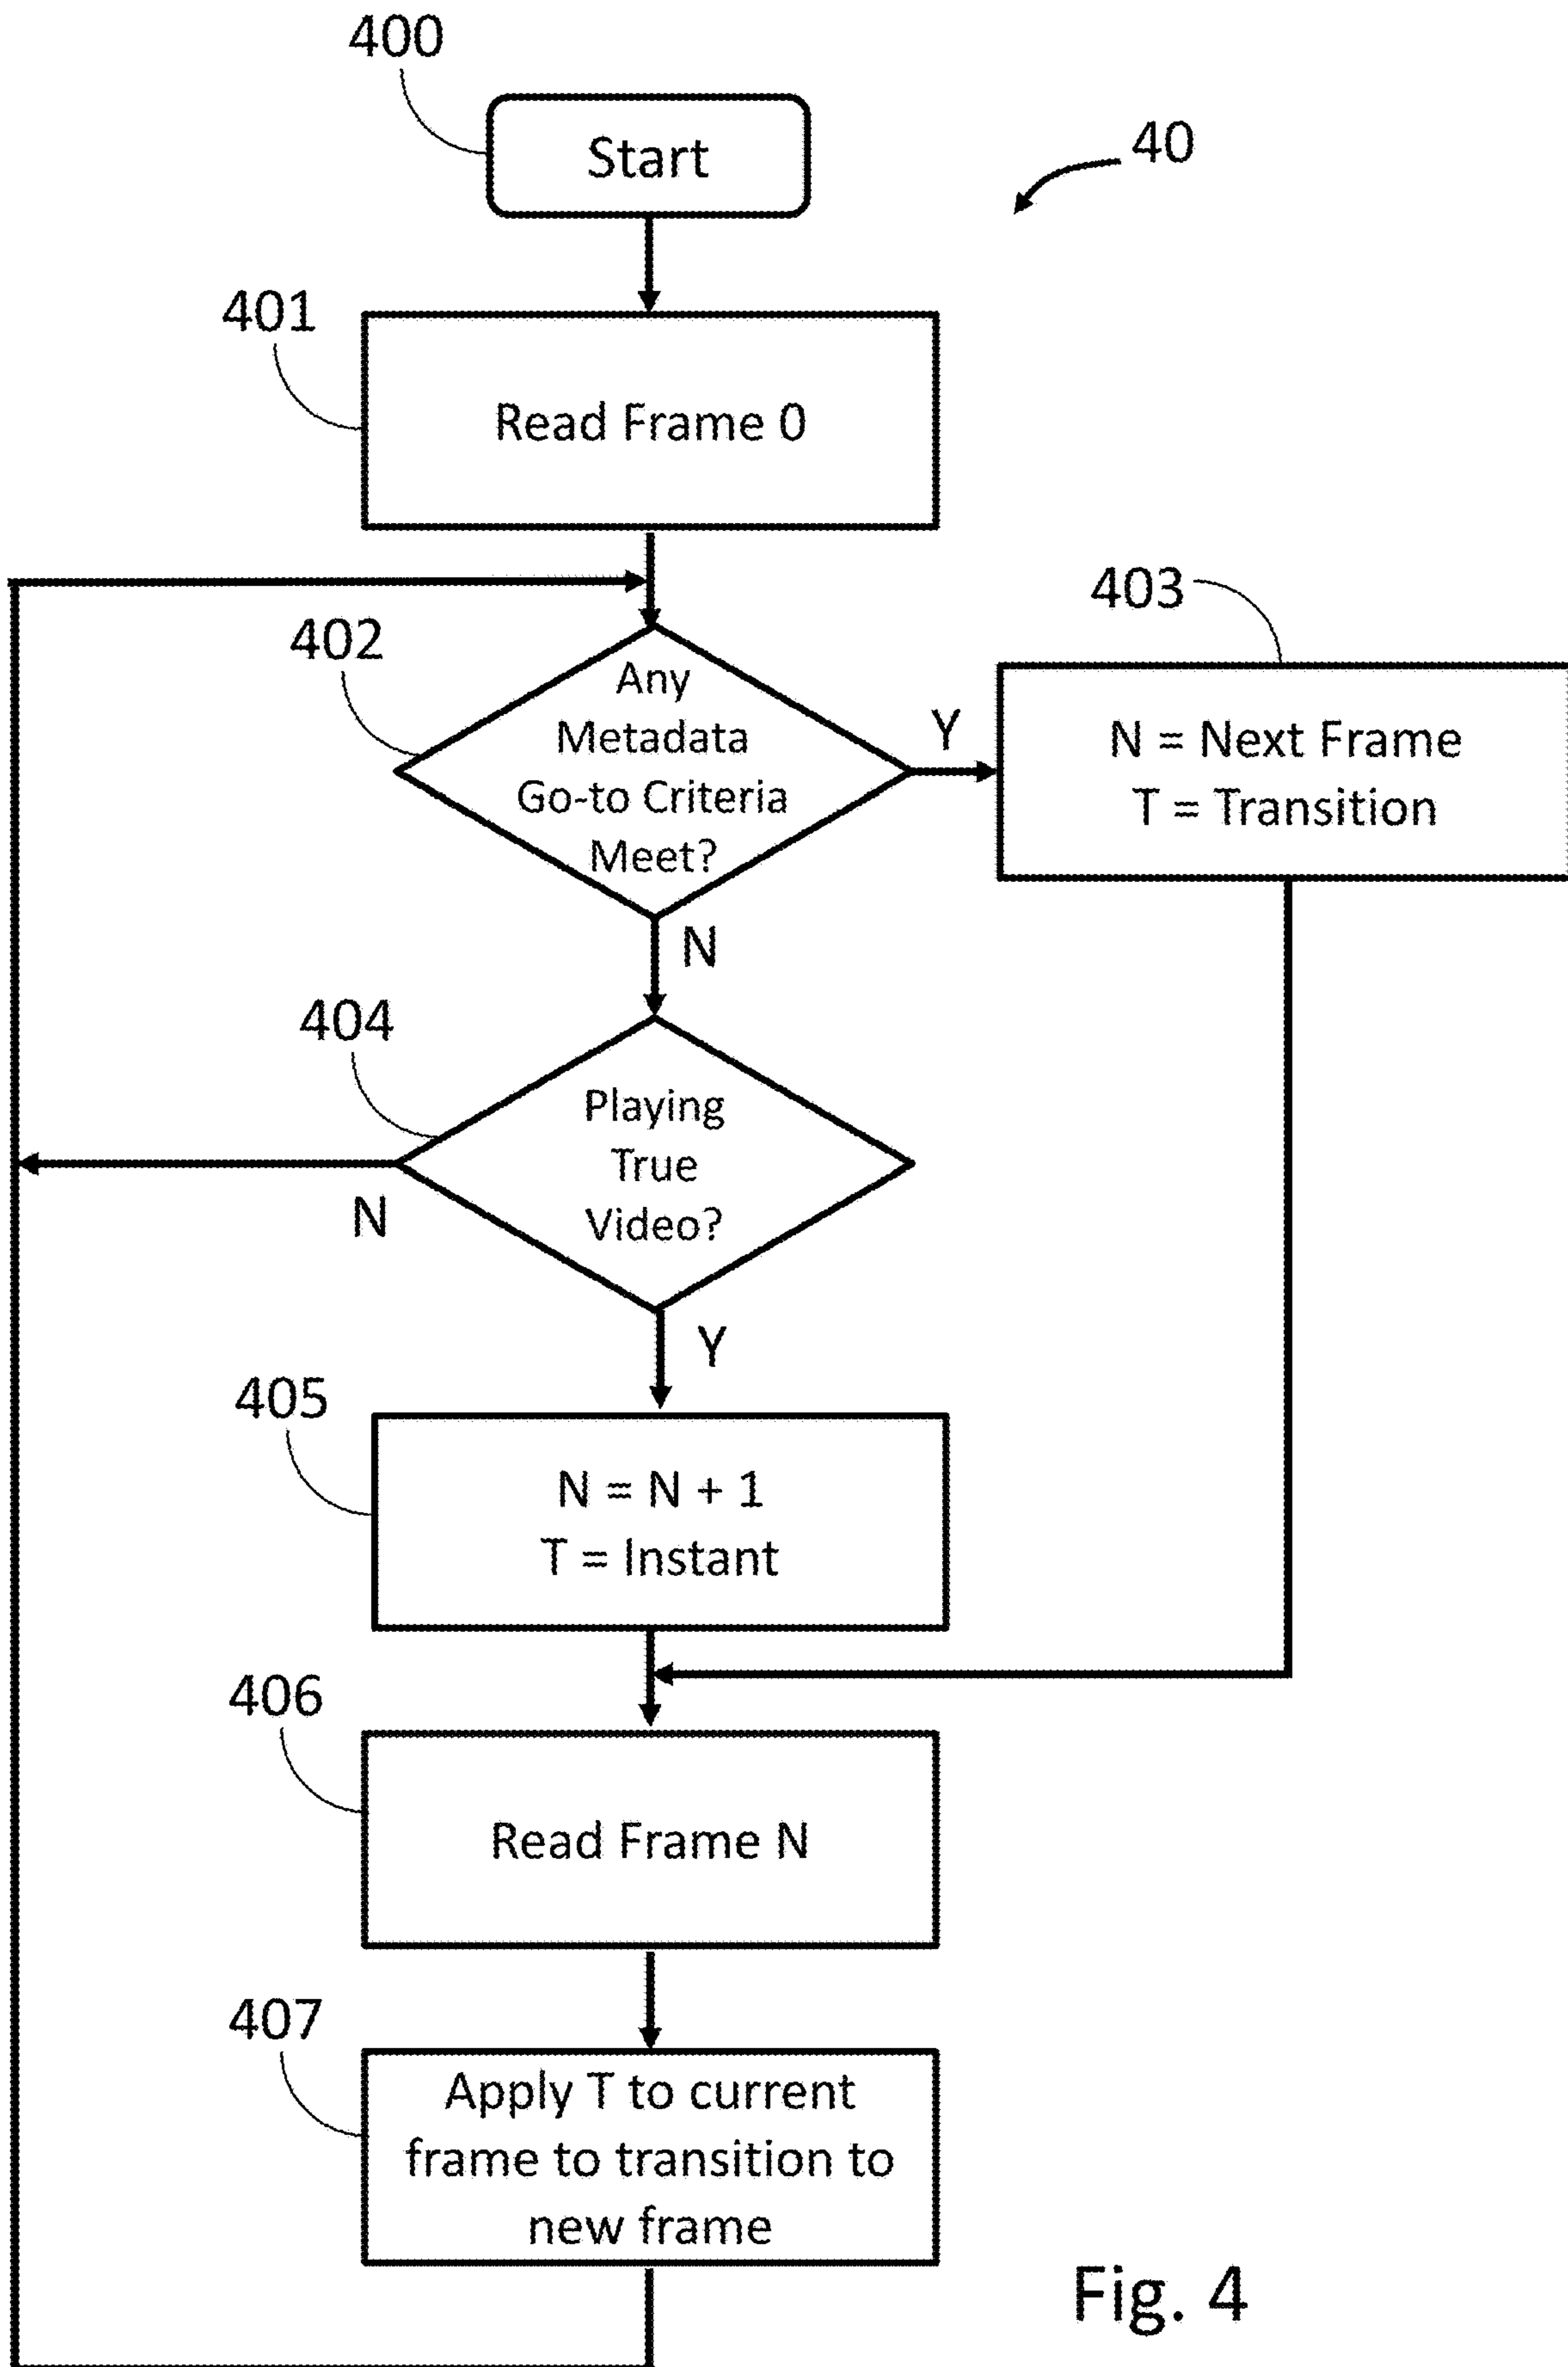 400
Start
40
401
Read Frame 0
402
Any
Metadata
Go-to Criteria
Meet?
Y
403
N = Next Frame
T = Transition
N
404
Playing
True
Video?
N
Y
405
N = N + 1
T = Instant
406
Read Frame N
407
Apply T to current
frame to transition to
new frame
Fig. 4